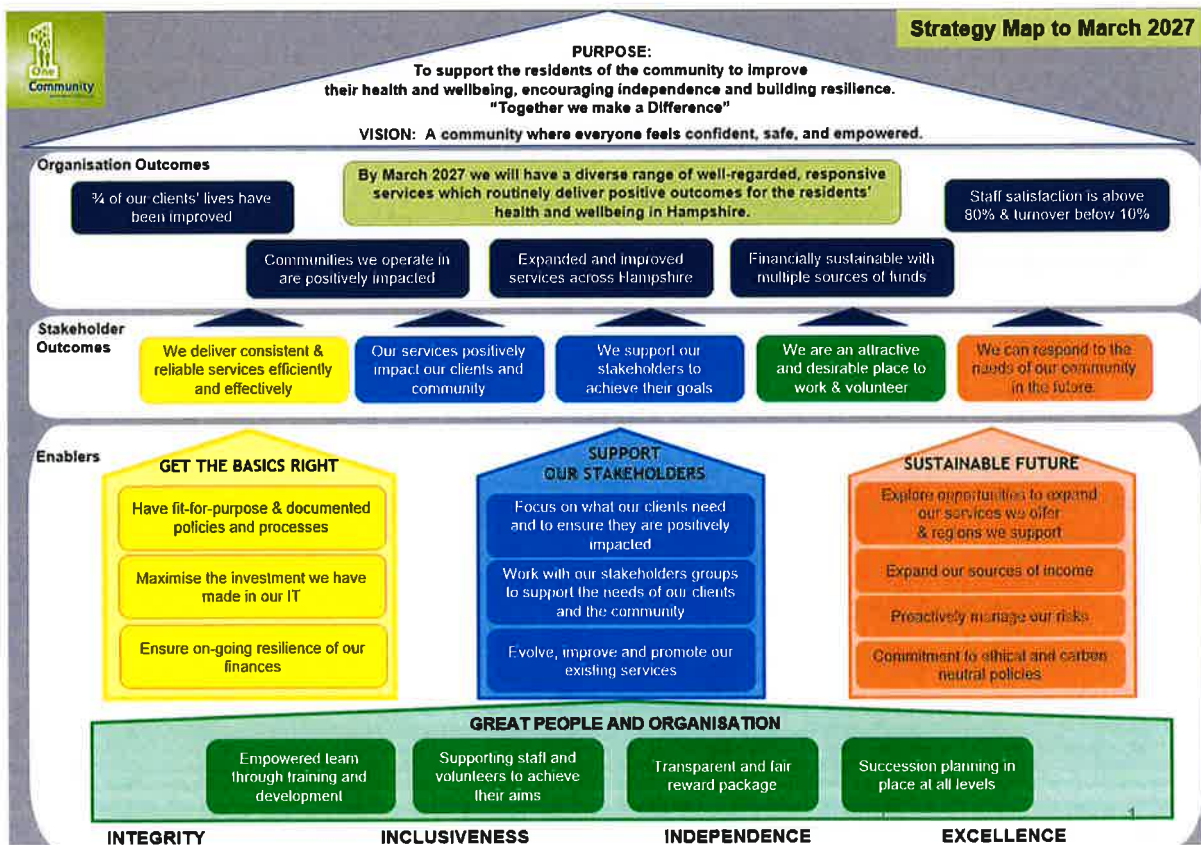 Strategy Map to March 2027
1
One
Community
PURPOSE:
To support the residents of the community to improve
their health and wellbeing, encouraging independence and building resilience.
"Together we make a Difference"
VISION: A community where everyone feels confident, safe, and empowered.
Organisation Outcomes
¾ of our clients' lives have
been improved
By March 2027 we will have a diverse range of well-regarded, responsive
services which routinely deliver positive outcomes for the residents'
health and wellbeing in Hampshire.
Staff satisfaction is above
80% & turnover below 10%
Communities we operate in
are positively impacted
Expanded and improved
services across Hampshire
Financially sustainable with
multiple sources of funds
Stakeholder
Outcomes
We deliver consistent &
reliable services efficiently
and effectively
Our services positively
impact our clients and
community
We support our
stakeholders to
achieve their goals
We are an attractive
and desirable place to
work & volunteer
We can respond to the
needs of our community
in the future.
Enablers
GET THE BASICS RIGHT
Have fit-for-purpose & documented
policies and processes
Maximise the investment we have
made in our IT
Ensure on-going resilience of our
finances
SUPPORT
OUR STAKEHOLDERS
Focus on what our clients need
and to ensure they are positively
impacted
Work with our stakeholders groups
to support the needs of our clients
and the community
Evolve, improve and promote our
existing services
SUSTAINABLE FUTURE
Explore opportunities to expand
our services we offer
& regions we support
Expand our sources of income
Proactively manage our risks
Commitment to ethical and carbon
neutral policies
GREAT PEOPLE AND ORGANISATION
Empowered team
through training and
development
Supporting staff and
volunteers to achieve
their aims
Transparent and fair
reward package
Succession planning in
place at all levels
1
INTEGRITY
INCLUSIVENESS
INDEPENDENCE
EXCELLENCE